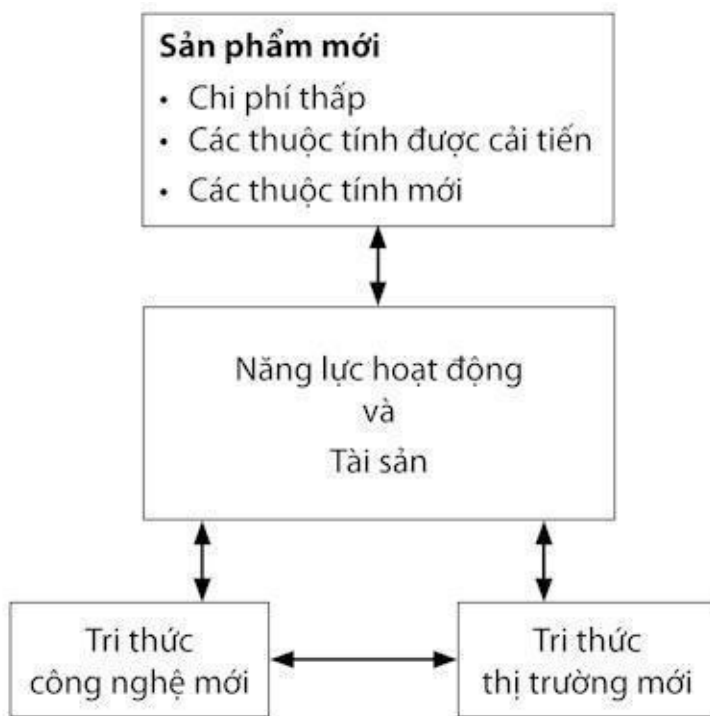 Sản phẩm mới
• Chi phí thấp
• Các thuộc tính được cải tiến
• Các thuộc tính mới
Năng lực hoạt động
và
Tài sản
Tri thức
công nghệ mới
Tri thức
thị trường mới